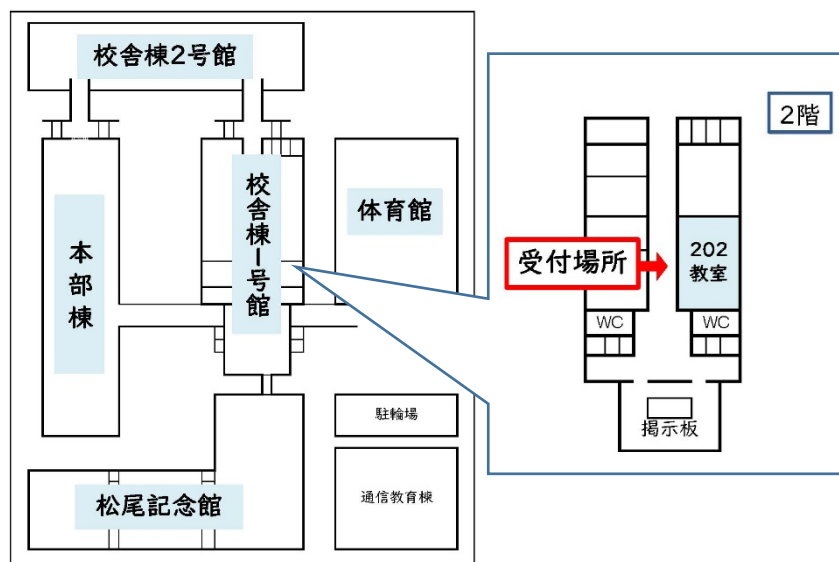 校舎棟2号館
校舎棟1号館
体育館
本部棟
駐輪場
通信教育棟
松尾記念館
2階
受付場所
202
教室
WC
WC
掲示板